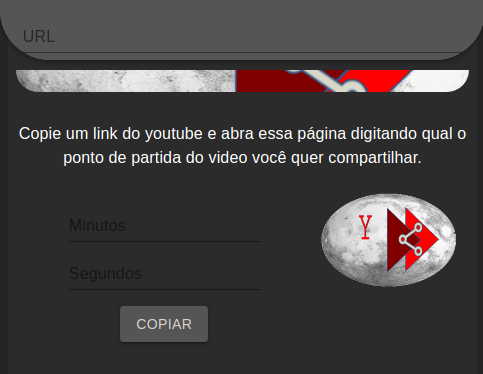 URL
Copie um link do youtube e abra essa página digitando qual o
ponto de partida do video você quer compartilhar.
Minutos
Y
Segundos
COPIAR